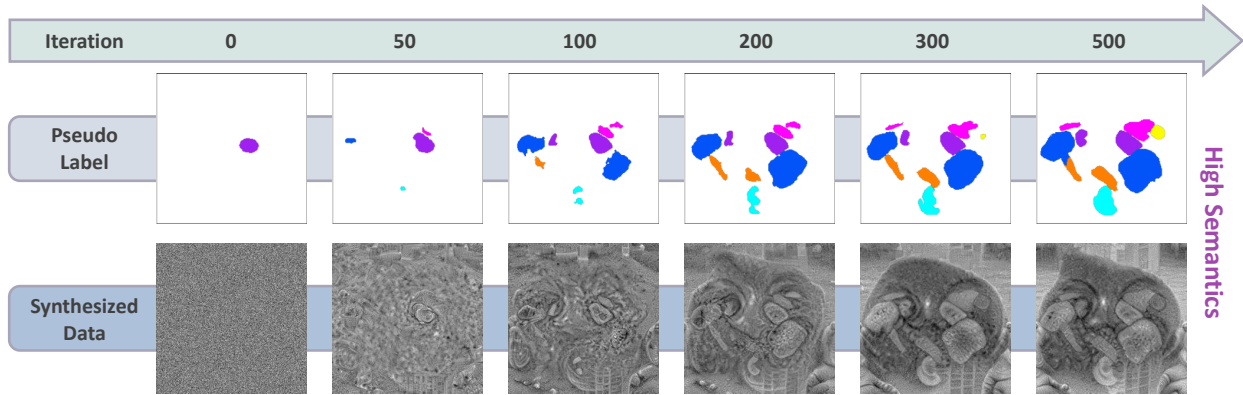 Iteration 0 50 100 200 300 500
Pseudo
Label
Synthesized
Data
High Semantics